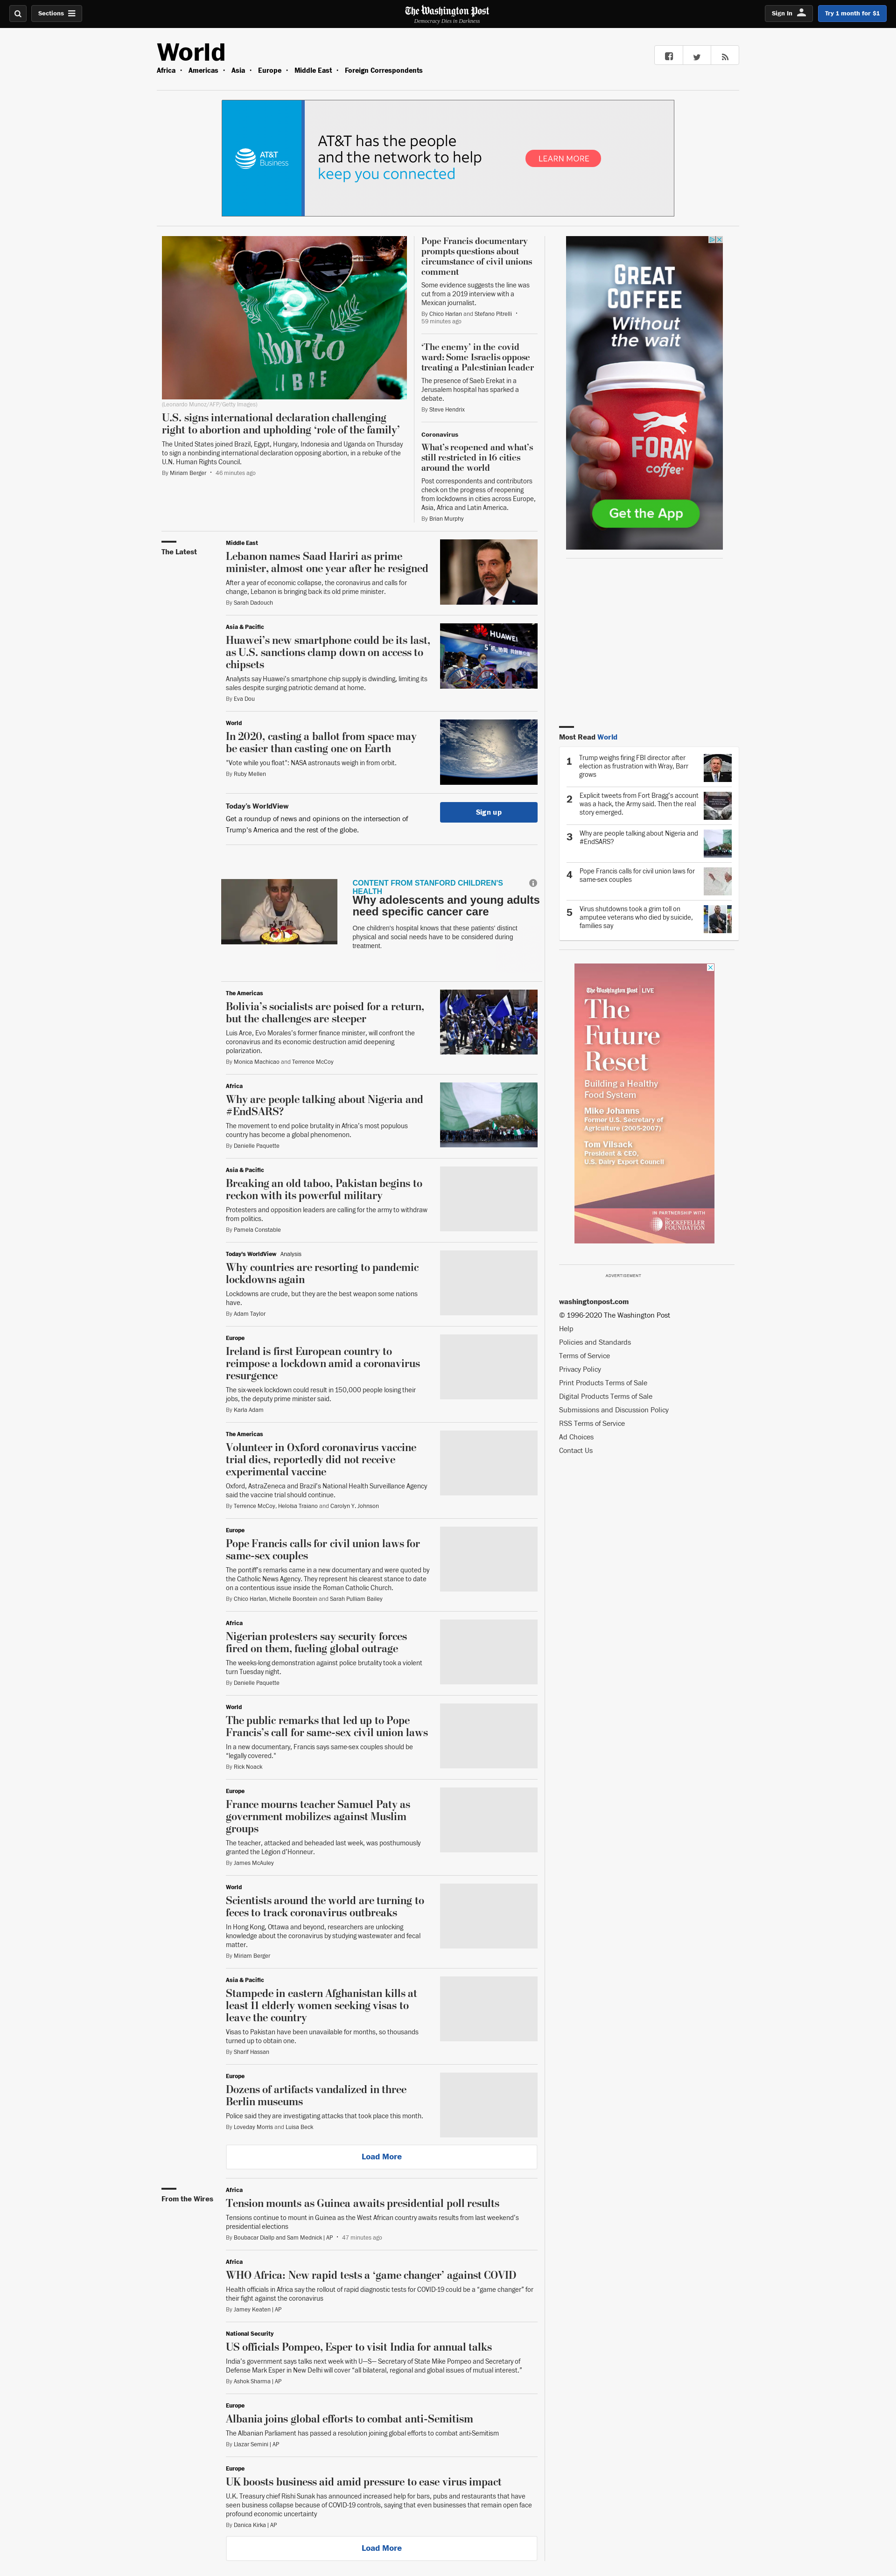 Sections
The Washington Post
Democracy Dies in Darkness
Sign In
Try 1 month for $1
World
Africa • Americas • Asia • Europe • Middle East • Foreign Correspondents
AT&T
Business
AT&T has the people
and the network to help
keep you connected
LEARN MORE
Aborto
LIBRE
(Leonardo Munoz/AFP/Getty Images)
U.S. signs international declaration challenging
right to abortion and upholding ‘role of the family’
The United States joined Brazil, Egypt, Hungary, Indonesia and Uganda on Thursday
to sign a nonbinding international declaration opposing abortion, in a rebuke of the
U.N. Human Rights Council.
By Miriam Berger • 46 minutes ago
Pope Francis documentary
prompts questions about
circumstance of civil unions
comment
Some evidence suggests the line was
cut from a 2019 interview with a
Mexican journalist.
By Chico Harlan and Stefano Pitrelli •
59 minutes ago
‘The enemy’ in the covid
ward: Some Israelis oppose
treating a Palestinian leader
The presence of Saeb Erekat in a
Jerusalem hospital has sparked a
debate.
By Steve Hendrix
Coronavirus
What’s reopened and what’s
still restricted in 16 cities
around the world
Post correspondents and contributors
check on the progress of reopening
from lockdowns in cities across Europe,
Asia, Africa and Latin America.
By Brian Murphy
GREAT
COFFEE
Without
the wait
FORAY
coffee
Get the App
The Latest
Middle East
Lebanon names Saad Hariri as prime
minister, almost one year after he resigned
After a year of economic collapse, the coronavirus and calls for
change, Lebanon is bringing back its old prime minister.
By Sarah Dadouch
Asia & Pacific
Huawei’s new smartphone could be its last,
as U.S. sanctions clamp down on access to
chipsets
Analysts say Huawei’s smartphone chip supply is dwindling, limiting its
sales despite surging patriotic demand at home.
By Eva Dou
HUAWEI
World
In 2020, casting a ballot from space may
be easier than casting one on Earth
"Vote while you float": NASA astronauts weigh in from orbit.
By Ruby Mellen
Today’s WorldView
Get a roundup of news and opinions on the intersection of
Trump’s America and the rest of the globe.
Sign up
CONTENT FROM STANFORD CHILDREN'S
HEALTH
Why adolescents and young adults
need specific cancer care
One children's hospital knows that these patients' distinct
physical and social needs have to be considered during
treatment.
The Americas
Bolivia’s socialists are poised for a return,
but the challenges are steeper
Luis Arce, Evo Morales’s former finance minister, will confront the
coronavirus and its economic destruction amid deepening
polarization.
By Monica Machicao and Terrence McCoy
Africa
Why are people talking about Nigeria and
#EndSARS?
The movement to end police brutality in Africa’s most populous
country has become a global phenomenon.
By Danielle Paquette
Asia & Pacific
Breaking an old taboo, Pakistan begins to
reckon with its powerful military
Protesters and opposition leaders are calling for the army to withdraw
from politics.
By Pamela Constable
Today's WorldView Analysis
Why countries are resorting to pandemic
lockdowns again
Lockdowns are crude, but they are the best weapon some nations
have.
By Adam Taylor
Europe
Ireland is first European country to
reimpose a lockdown amid a coronavirus
resurgence
The six-week lockdown could result in 150,000 people losing their
jobs, the deputy prime minister said.
By Karla Adam
The Americas
Volunteer in Oxford coronavirus vaccine
trial dies, reportedly did not receive
experimental vaccine
Oxford, AstraZeneca and Brazil’s National Health Surveillance Agency
said the vaccine trial should continue.
By Terrence McCoy, Heloísa Traiano and Carolyn Y. Johnson
Europe
Pope Francis calls for civil union laws for
same-sex couples
The pontiff’s remarks came in a new documentary and were quoted by
the Catholic News Agency. They represent his clearest stance to date
on a contentious issue inside the Roman Catholic Church.
By Chico Harlan, Michelle Boorstein and Sarah Pulliam Bailey
Africa
Nigerian protesters say security forces
fired on them, fueling global outrage
The weeks-long demonstration against police brutality took a violent
turn Tuesday night.
By Danielle Paquette
World
The public remarks that led up to Pope
Francis’s call for same-sex civil union laws
In a new documentary, Francis says same-sex couples should be
“legally covered.”
By Rick Noack
Europe
France mourns teacher Samuel Paty as
government mobilizes against Muslim
groups
The teacher, attacked and beheaded last week, was posthumously
granted the Légion d’Honneur.
By James McAuley
World
Scientists around the world are turning to
feces to track coronavirus outbreaks
In Hong Kong, Ottawa and beyond, researchers are unlocking
knowledge about the coronavirus by studying wastewater and fecal
matter.
By Miriam Berger
Asia & Pacific
Stampede in eastern Afghanistan kills at
least 11 elderly women seeking visas to
leave the country
Visas to Pakistan have been unavailable for months, so thousands
turned up to obtain one.
By Sharif Hassan
Europe
Dozens of artifacts vandalized in three
Berlin museums
Police said they are investigating attacks that took place this month.
By Loveday Morris and Luisa Beck
Load More
From the Wires
Africa
Tension mounts as Guinea awaits presidential poll results
Tensions continue to mount in Guinea as the West African country awaits results from last weekend’s
presidential elections
By Boubacar Diallp and Sam Mednick | AP • 47 minutes ago
Africa
WHO Africa: New rapid tests a ‘game changer’ against COVID
Health officials in Africa say the rollout of rapid diagnostic tests for COVID-19 could be a “game changer” for
their fight against the coronavirus
By Jamey Keaten | AP
National Security
US officials Pompeo, Esper to visit India for annual talks
India’s government says talks next week with U—S— Secretary of State Mike Pompeo and Secretary of
Defense Mark Esper in New Delhi will cover “all bilateral, regional and global issues of mutual interest.”
By Ashok Sharma | AP
Europe
Albania joins global efforts to combat anti-Semitism
The Albanian Parliament has passed a resolution joining global efforts to combat anti-Semitism
By Llazar Semini | AP
Europe
UK boosts business aid amid pressure to ease virus impact
U.K. Treasury chief Rishi Sunak has announced increased help for bars, pubs and restaurants that have
seen business collapse because of COVID-19 controls, saying that even businesses that remain open face
profound economic uncertainty
By Danica Kirka | AP
Load More
Most Read World
1 Trump weighs firing FBI director after
election as frustration with Wray, Barr
grows
2 Explicit tweets from Fort Bragg’s account
was a hack, the Army said. Then the real
story emerged.
3 Why are people talking about Nigeria and
#EndSARS?
4 Pope Francis calls for civil union laws for
same-sex couples
5 Virus shutdowns took a grim toll on
amputee veterans who died by suicide,
families say
The Washington Post LIVE
The
Future
Reset
Building a Healthy
Food System
Mike Johanns
Former U.S. Secretary of
Agriculture (2005-2007)
Tom Vilsack
President & CEO,
U.S. Dairy Export Council
IN PARTNERSHIP WITH
The ROCKEFELLER
FOUNDATION
ADVERTISEMENT
washingtonpost.com
© 1996-2020 The Washington Post
Help
Policies and Standards
Terms of Service
Privacy Policy
Print Products Terms of Sale
Digital Products Terms of Sale
Submissions and Discussion Policy
RSS Terms of Service
Ad Choices
Contact Us